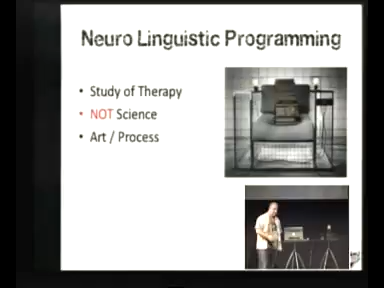 Neuro Linguistic Programming
• Study of Therapy
• NOT Science
• Art / Process